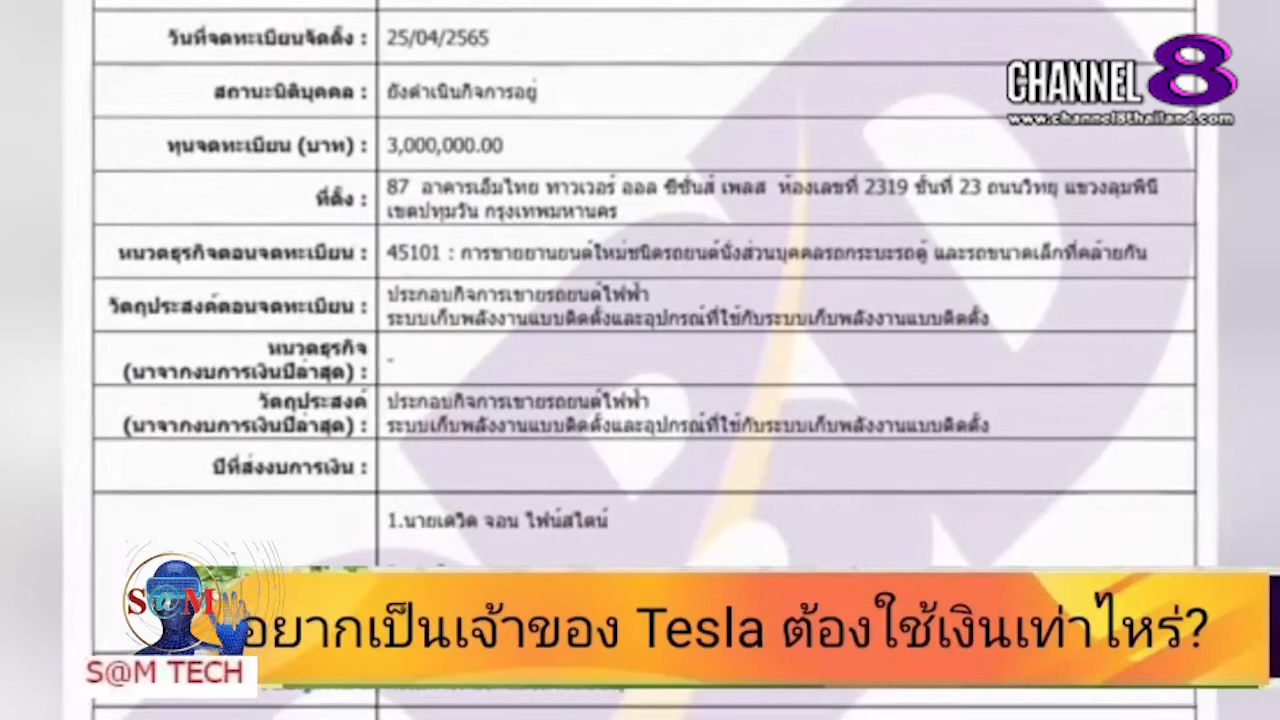 วันที่จดทะเบียนจัดตั้ง : 25/04/2565
CHANNEL 8
www.channel8thailand.com
สถานะนิติบุคคล : ยังดำเนินกิจการอยู่
ทุนจดทะเบียน (บาท) : 3,000,000.00
ที่ตั้ง : 87 อาคารเอ็มไทย ทาวเวอร์ ออล ซีซั่นส์ เพลส ห้องเลขที่ 2319 ชั้นที่ 23 ถนนวิทยุ แขวงลุมพินี
เขตปทุมวัน กรุงเทพมหานคร
หมวดธุรกิจตอนจดทะเบียน : 45101 : การขายยานยนต์ใหม่ชนิดรถยนต์นั่งส่วนบุคคลรถกระบะรถตู้ และรถขนาดเล็กที่คล้ายกัน
วัตถุประสงค์ตอนจดทะเบียน : ประกอบกิจการเขายรถยนต์ไฟฟ้า
ระบบเก็บพลังงานแบบติดตั้งและอุปกรณ์ที่ใช้กับระบบเก็บพลังงานแบบติดตั้ง
หมวดธุรกิจ
(มาจากงบการเงินปีล่าสุด) : -
วัตถุประสงค์ ประกอบกิจการเขายรถยนต์ไฟฟ้า
(มาจากงบการเงินปีล่าสุด) : ระบบเก็บพลังงานแบบติดตั้งและอุปกรณ์ที่ใช้กับระบบเก็บพลังงานแบบติดตั้ง
ปีที่ส่งงบการเงิน :
1.นายเดวิด จอน ไฟน์สไตน์
S@M
อยากเป็นเจ้าของ Tesla ต้องใช้เงินเท่าไหร่?
S@M TECH